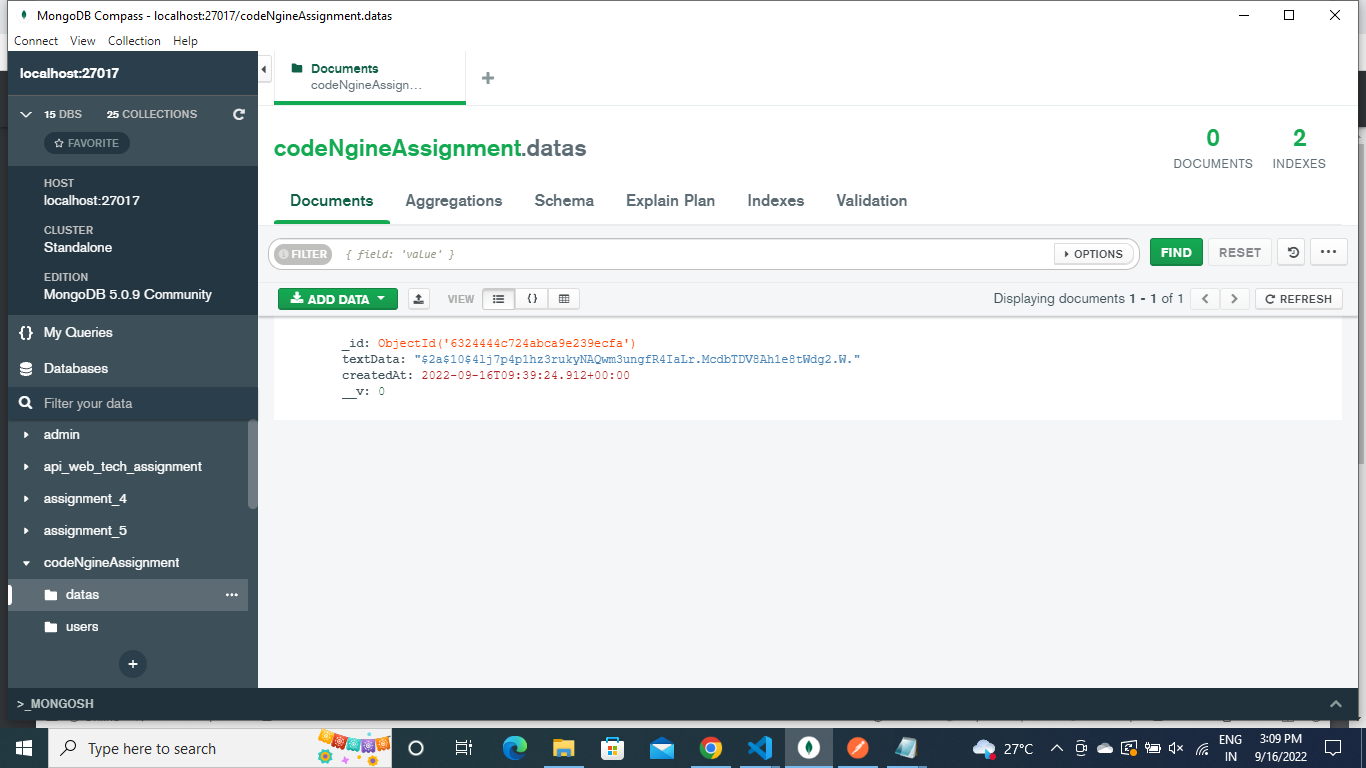 MongoDB Compass - localhost:27017/codeNgineAssignment.datas
Connect View Collection Help
localhost:27017
Documents
codeNgineAssign...
15 DBS 25 COLLECTIONS
FAVORITE
HOST
localhost:27017
CLUSTER
Standalone
EDITION
MongoDB 5.0.9 Community
My Queries
Databases
Filter your data
admin
api_web_tech_assignment
assignment_4
assignment_5
codeNgineAssignment
datas
users
codeNgineAssignment.datas
0
DOCUMENTS
2
INDEXES
Documents Aggregations Schema Explain Plan Indexes Validation
FILTER { field: 'value' } OPTIONS FIND RESET
ADD DATA VIEW Displaying documents 1 - 1 of 1 REFRESH
_id: ObjectId('6324444c724abca9e239ecfa')
textData: "$2a$10$4lj7p4p1hz3rukyNAQwm3ungfR4IaLr.McdbTDV8Ah1e8tWdg2.W."
createdAt: 2022-09-16T09:39:24.912+00:00
__v: 0
>_MONGOSH
Type here to search
27°C
ENG
IN
3:09 PM
9/16/2022